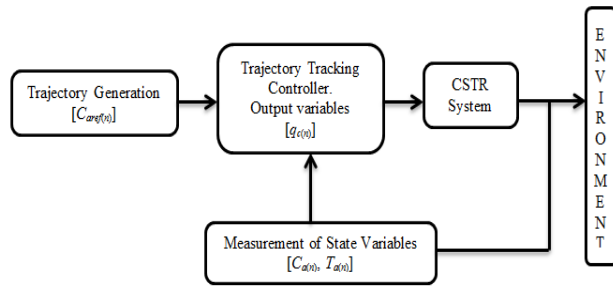 Trajectory Generation
[Caref(n)]
Trajectory Tracking
Controller.
Output variables
[qc(n)]
CSTR
System
Measurement of State Variables
[Ca(n), Ta(n)]
E
N
V
I
R
O
N
M
E
N
T